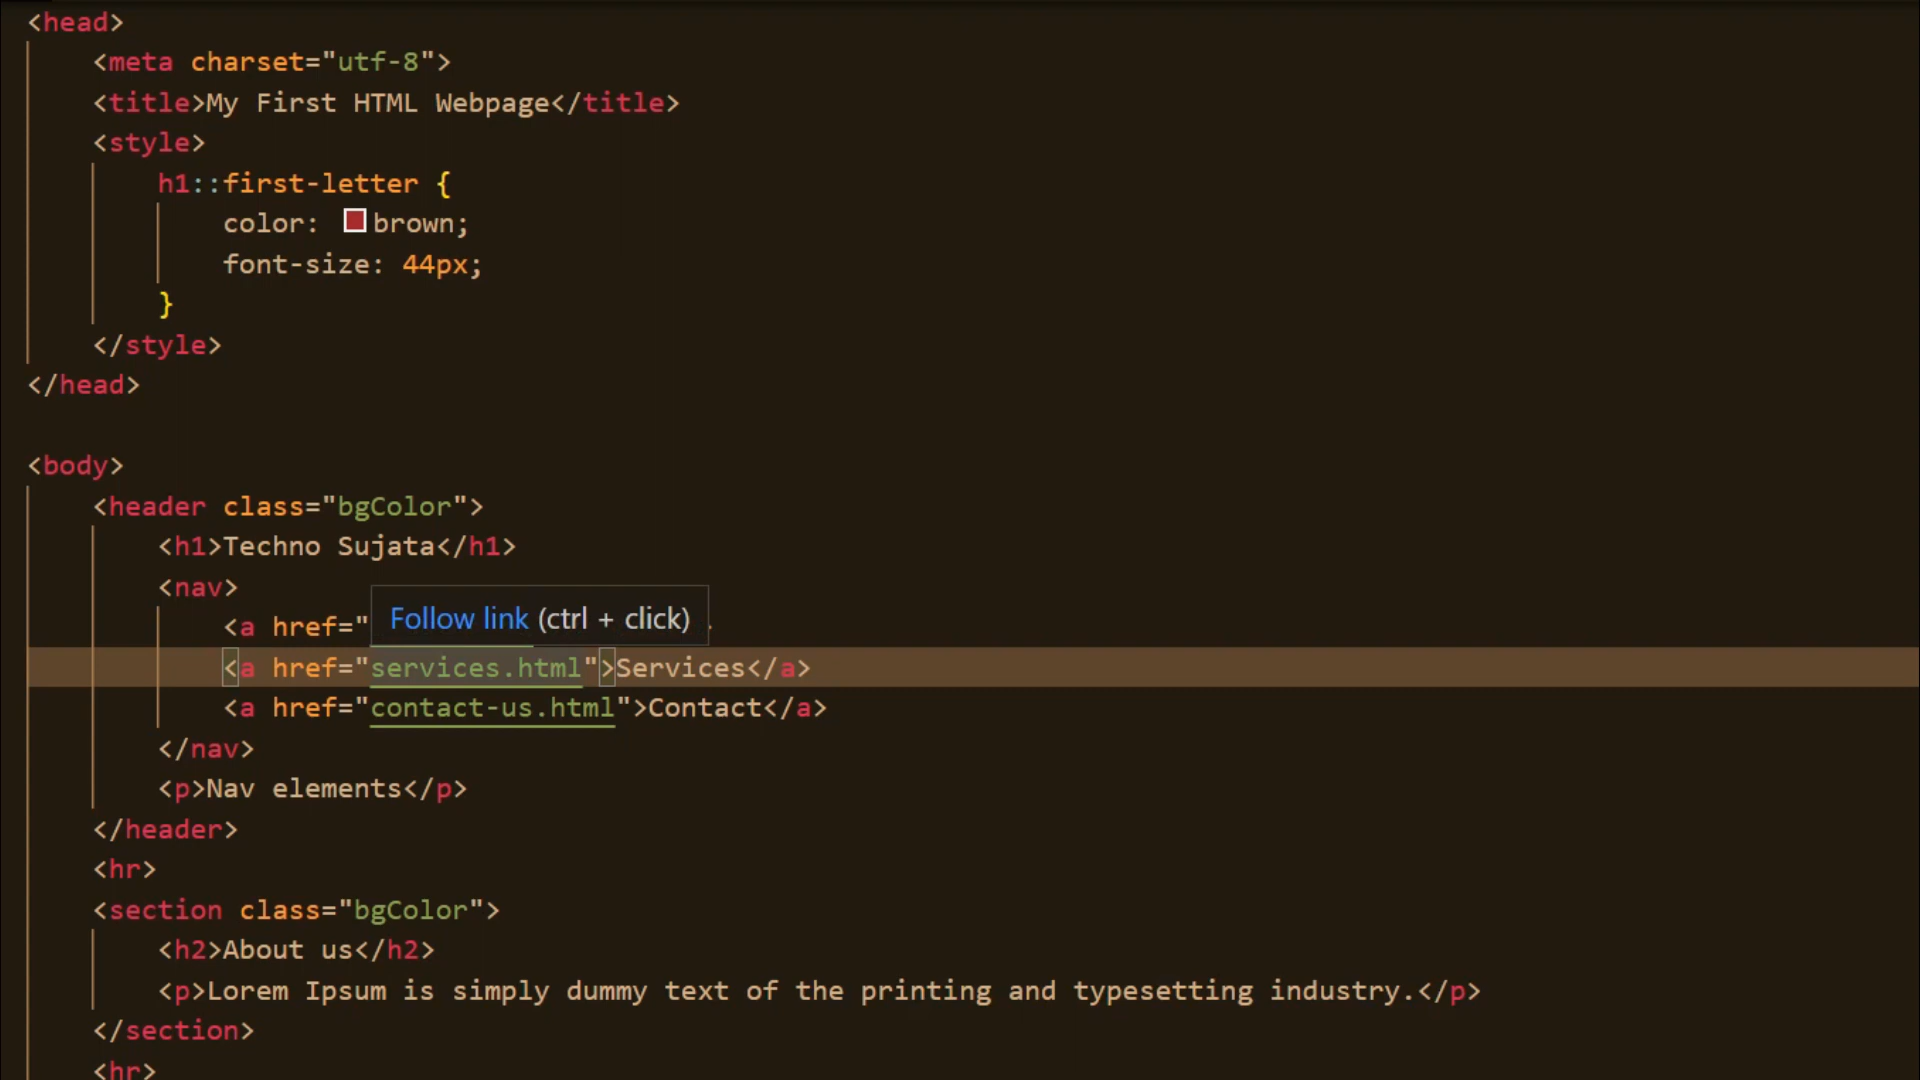 <head>
<meta charset="utf-8">
<title>My First HTML Webpage</title>
<style>
h1::first-letter {
color: brown;
font-size: 44px;
}
</style>
</head>
<body>
<header class="bgColor">
<h1>Techno Sujata</h1>
<nav>
Follow link (ctrl + click)
<a href="
<a href="services.html">Services</a>
<a href="contact-us.html">Contact</a>
</nav>
<p>Nav elements</p>
</header>
<hr>
<section class="bgColor">
<h2>About us</h2>
<p>Lorem Ipsum is simply dummy text of the printing and typesetting industry.</p>
</section>
<hr>